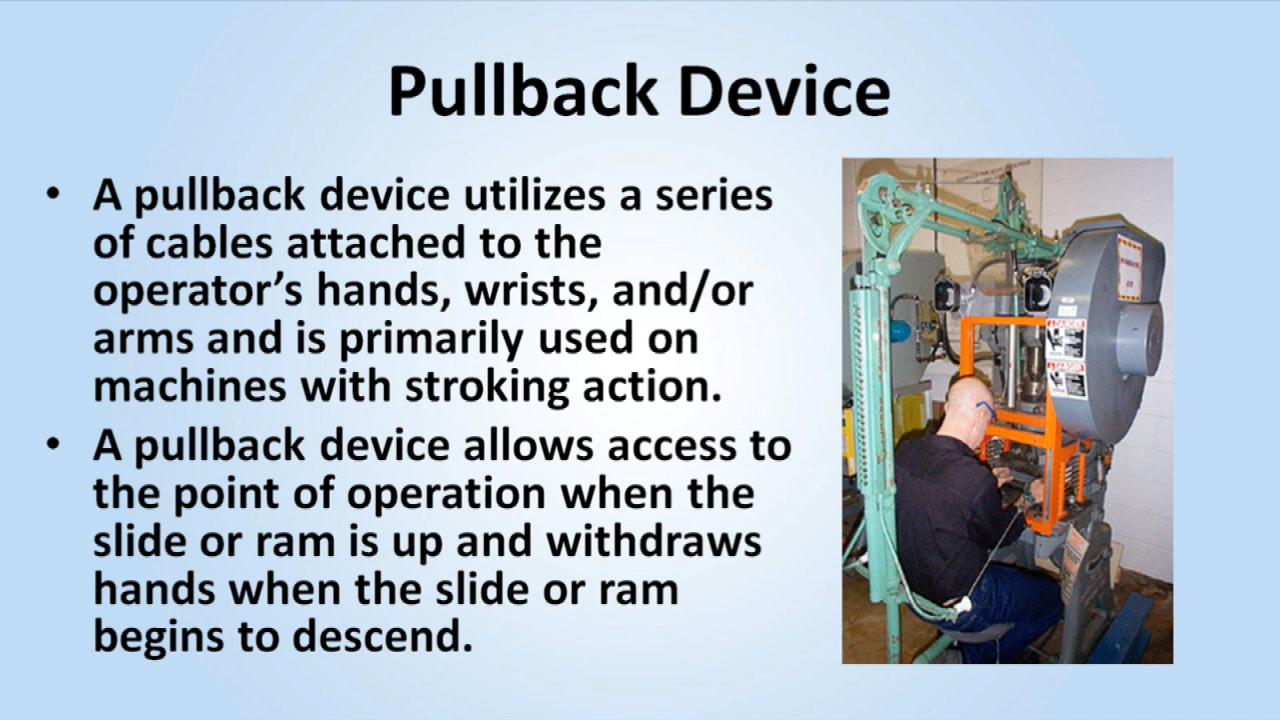 Pullback Device
• A pullback device utilizes a series
of cables attached to the
operator's hands, wrists, and/or
arms and is primarily used on
machines with stroking action.
• A pullback device allows access to
the point of operation when the
slide or ram is up and withdraws
hands when the slide or ram
begins to descend.
DANGER
DANGER